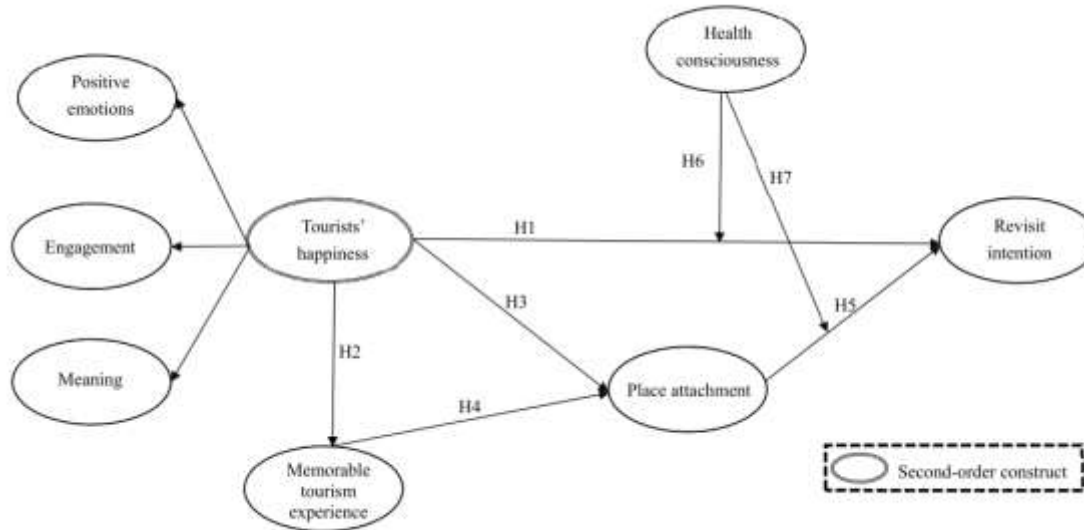 Health
consciousness
Positive
emotions
H6
H7
Engagement
Tourists’
happiness
H1
Revisit
intention
H3
H5
H2
Meaning
Place attachment
H4
Memorable
tourism
experience
Second-order construct